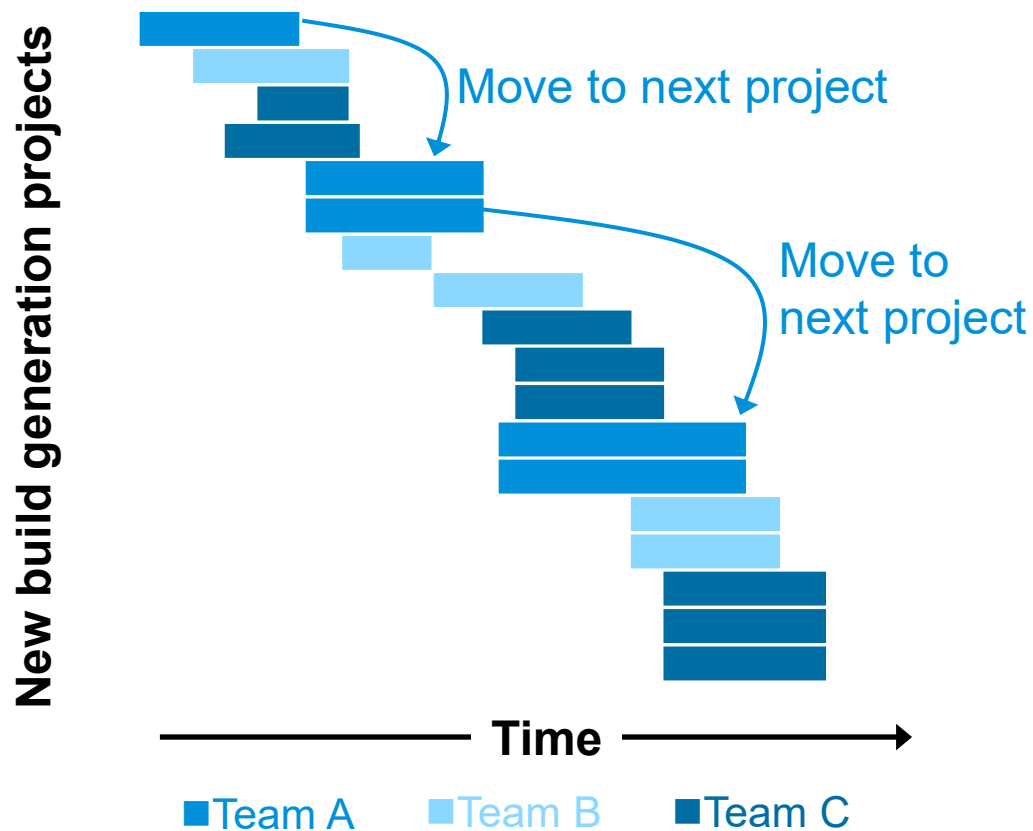 New build generation projects
Move to next project
Move to
next project
Time
Team A
Team B
Team C